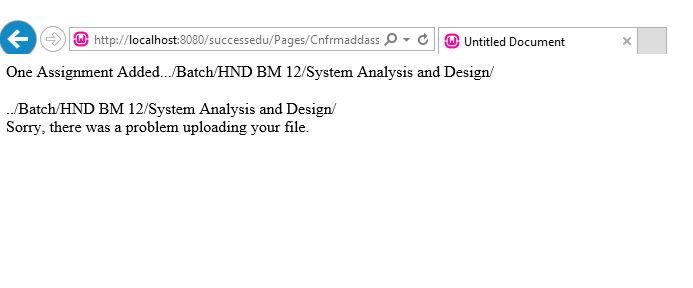 http://localhost:8080/successedu/Pages/Cnfrmaddass
Untitled Document
One Assignment Added.../Batch/HND BM 12/System Analysis and Design/
../Batch/HND BM 12/System Analysis and Design/
Sorry, there was a problem uploading your file.